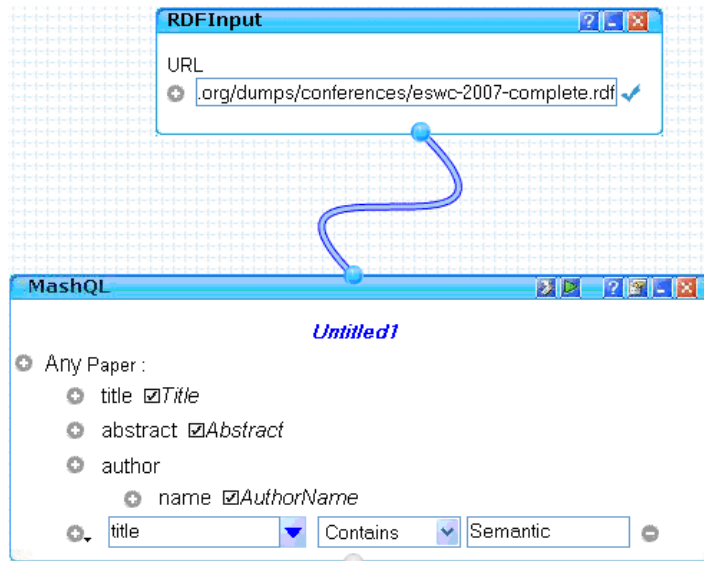 RDFInput
URL
.org/dumps/conferences/eswc-2007-complete.rdf
MashQL
Untitled1
Any Paper :
title Title
abstract Abstract
author
name AuthorName
title Contains Semantic